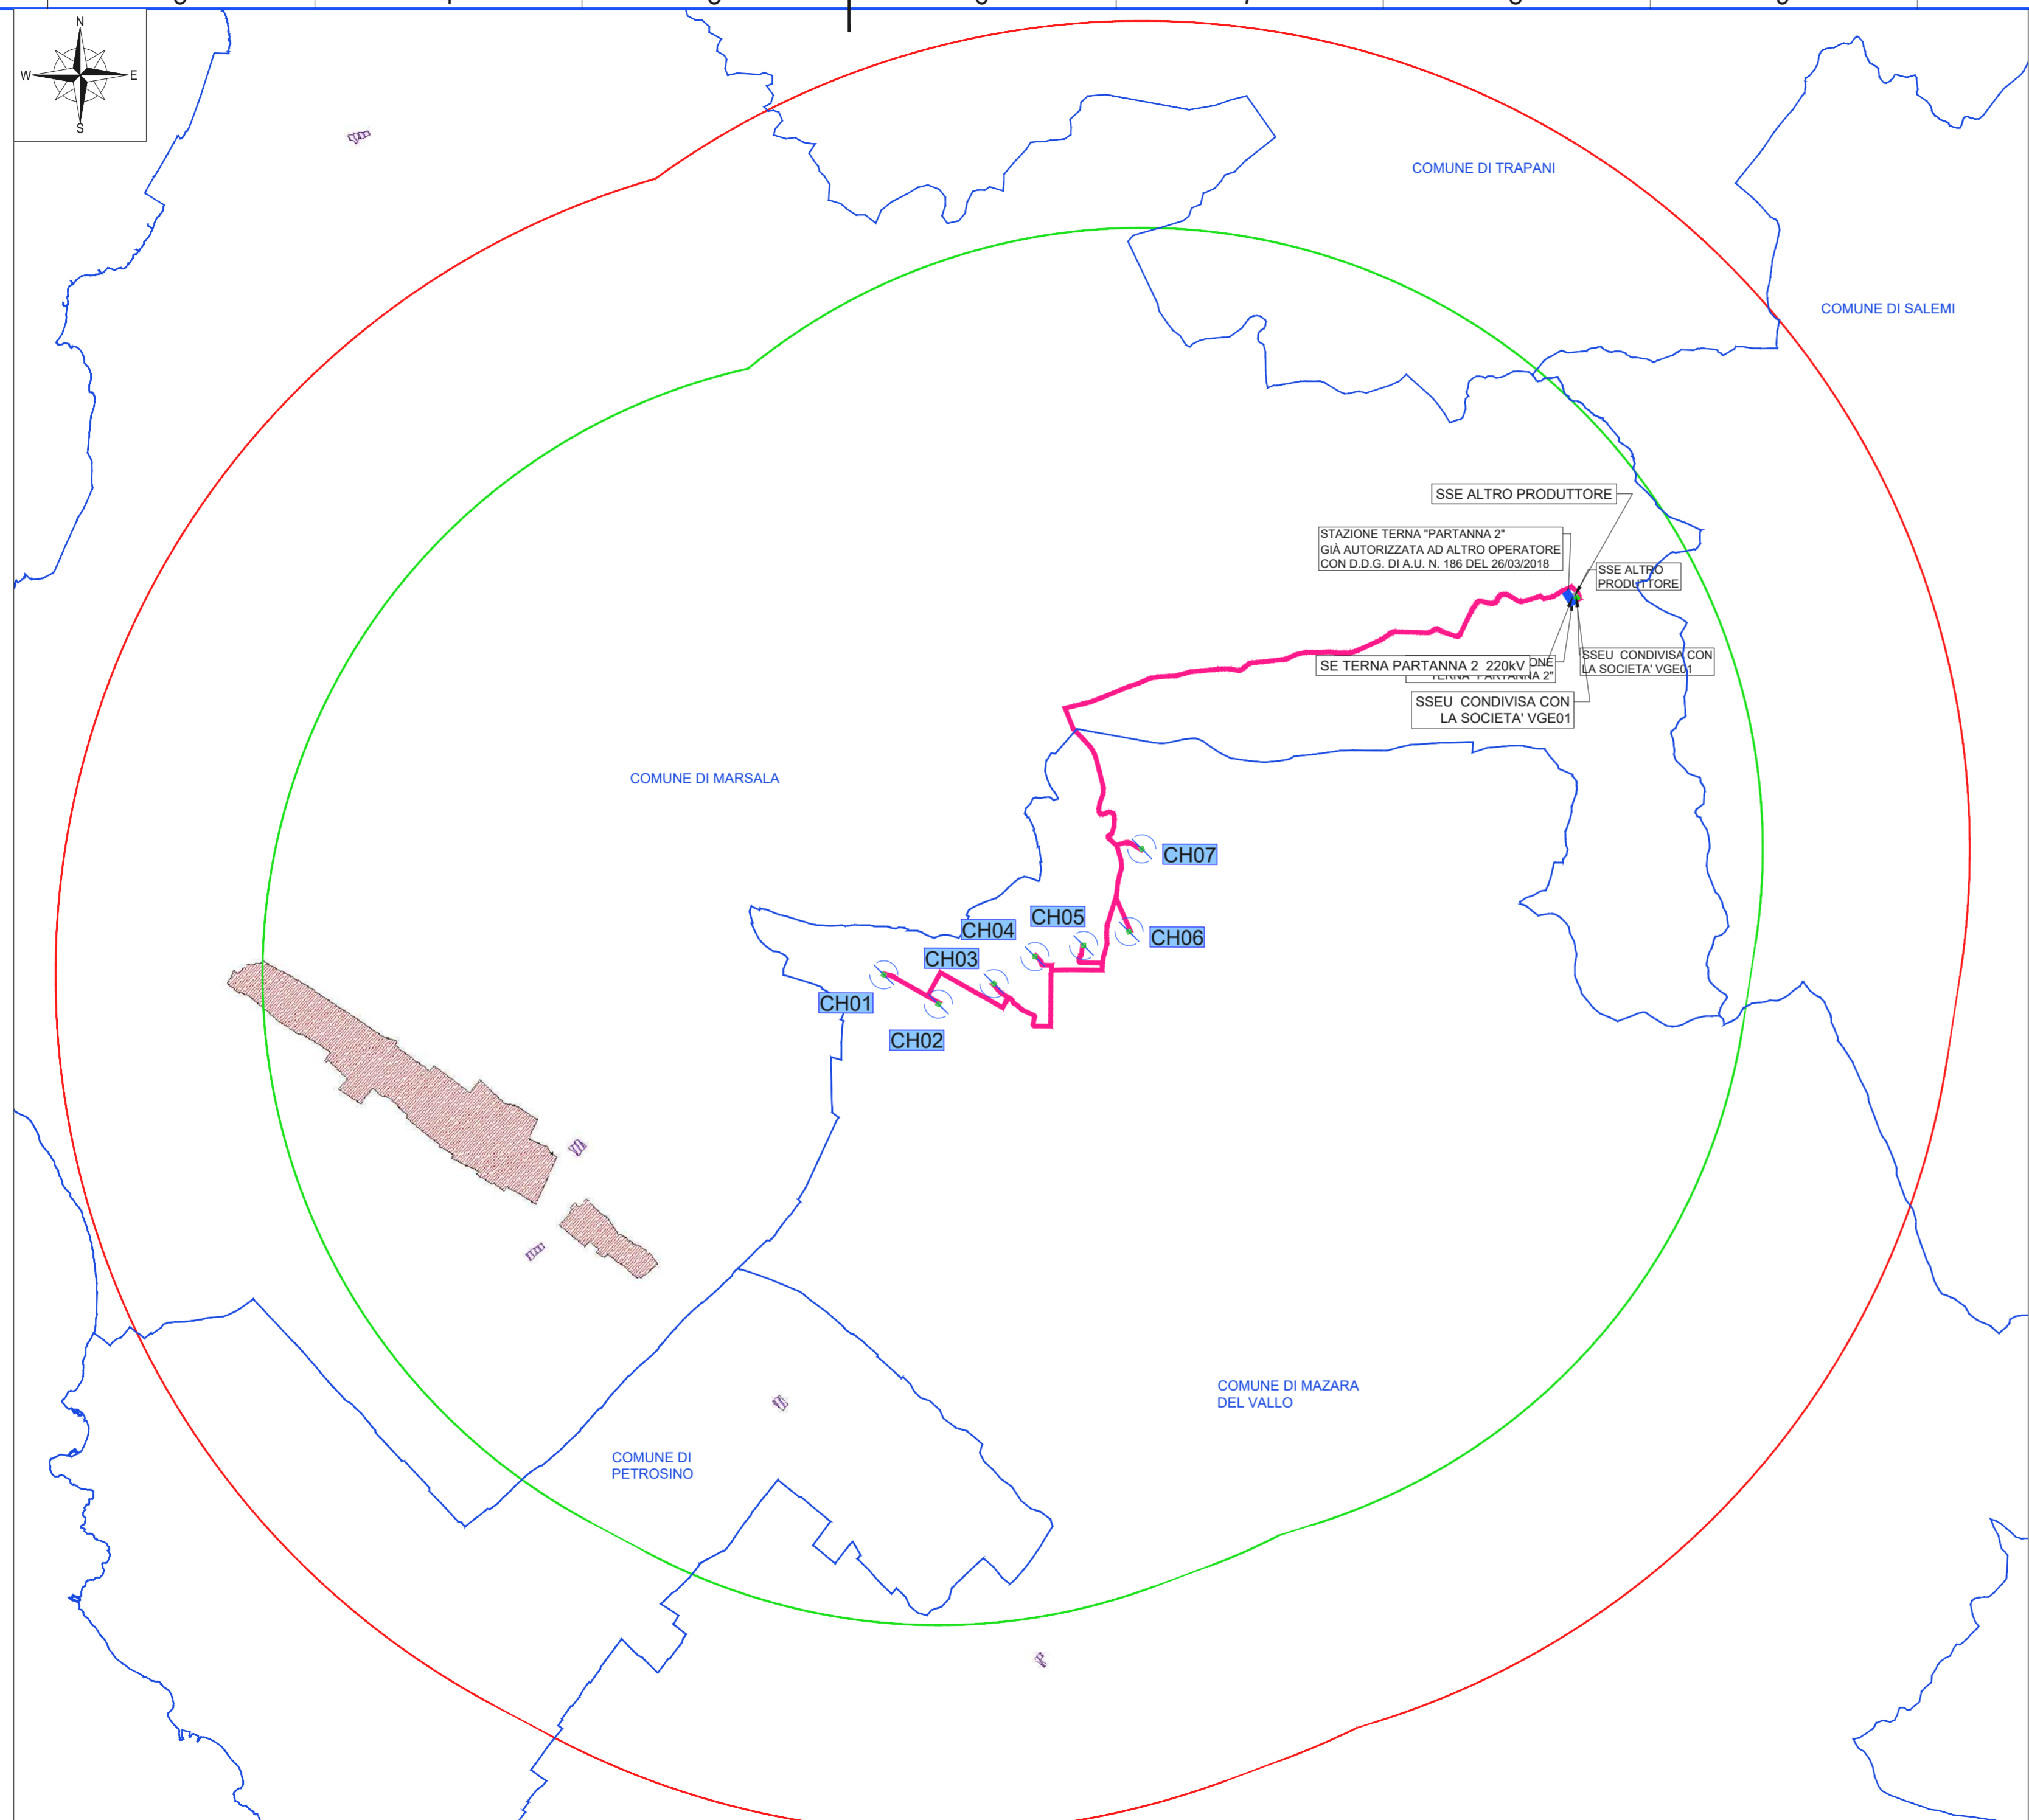 N
W
E
S
COMUNE DI TRAPANI
COMUNE DI SALEMI
SSE ALTRO PRODUTTORE
STAZIONE TERNA "PARTANNA 2"
GIÀ AUTORIZZATA AD ALTRO OPERATORE
CON D.D.G. DI A.U. N. 186 DEL 26/03/2018
SSE ALTRO
PRODUTTORE
SE TERNA PARTANNA 2 220kV
TERNA "PARTANNA 2"
SSEU CONDIVISA CON
LA SOCIETA' VGE01
SSEU CONDIVISA CON
LA SOCIETA' VGE01
COMUNE DI MARSALA
CH07
CH05
CH04
CH06
CH03
CH01
CH02
COMUNE DI MAZARA
DEL VALLO
COMUNE DI
PETROSINO